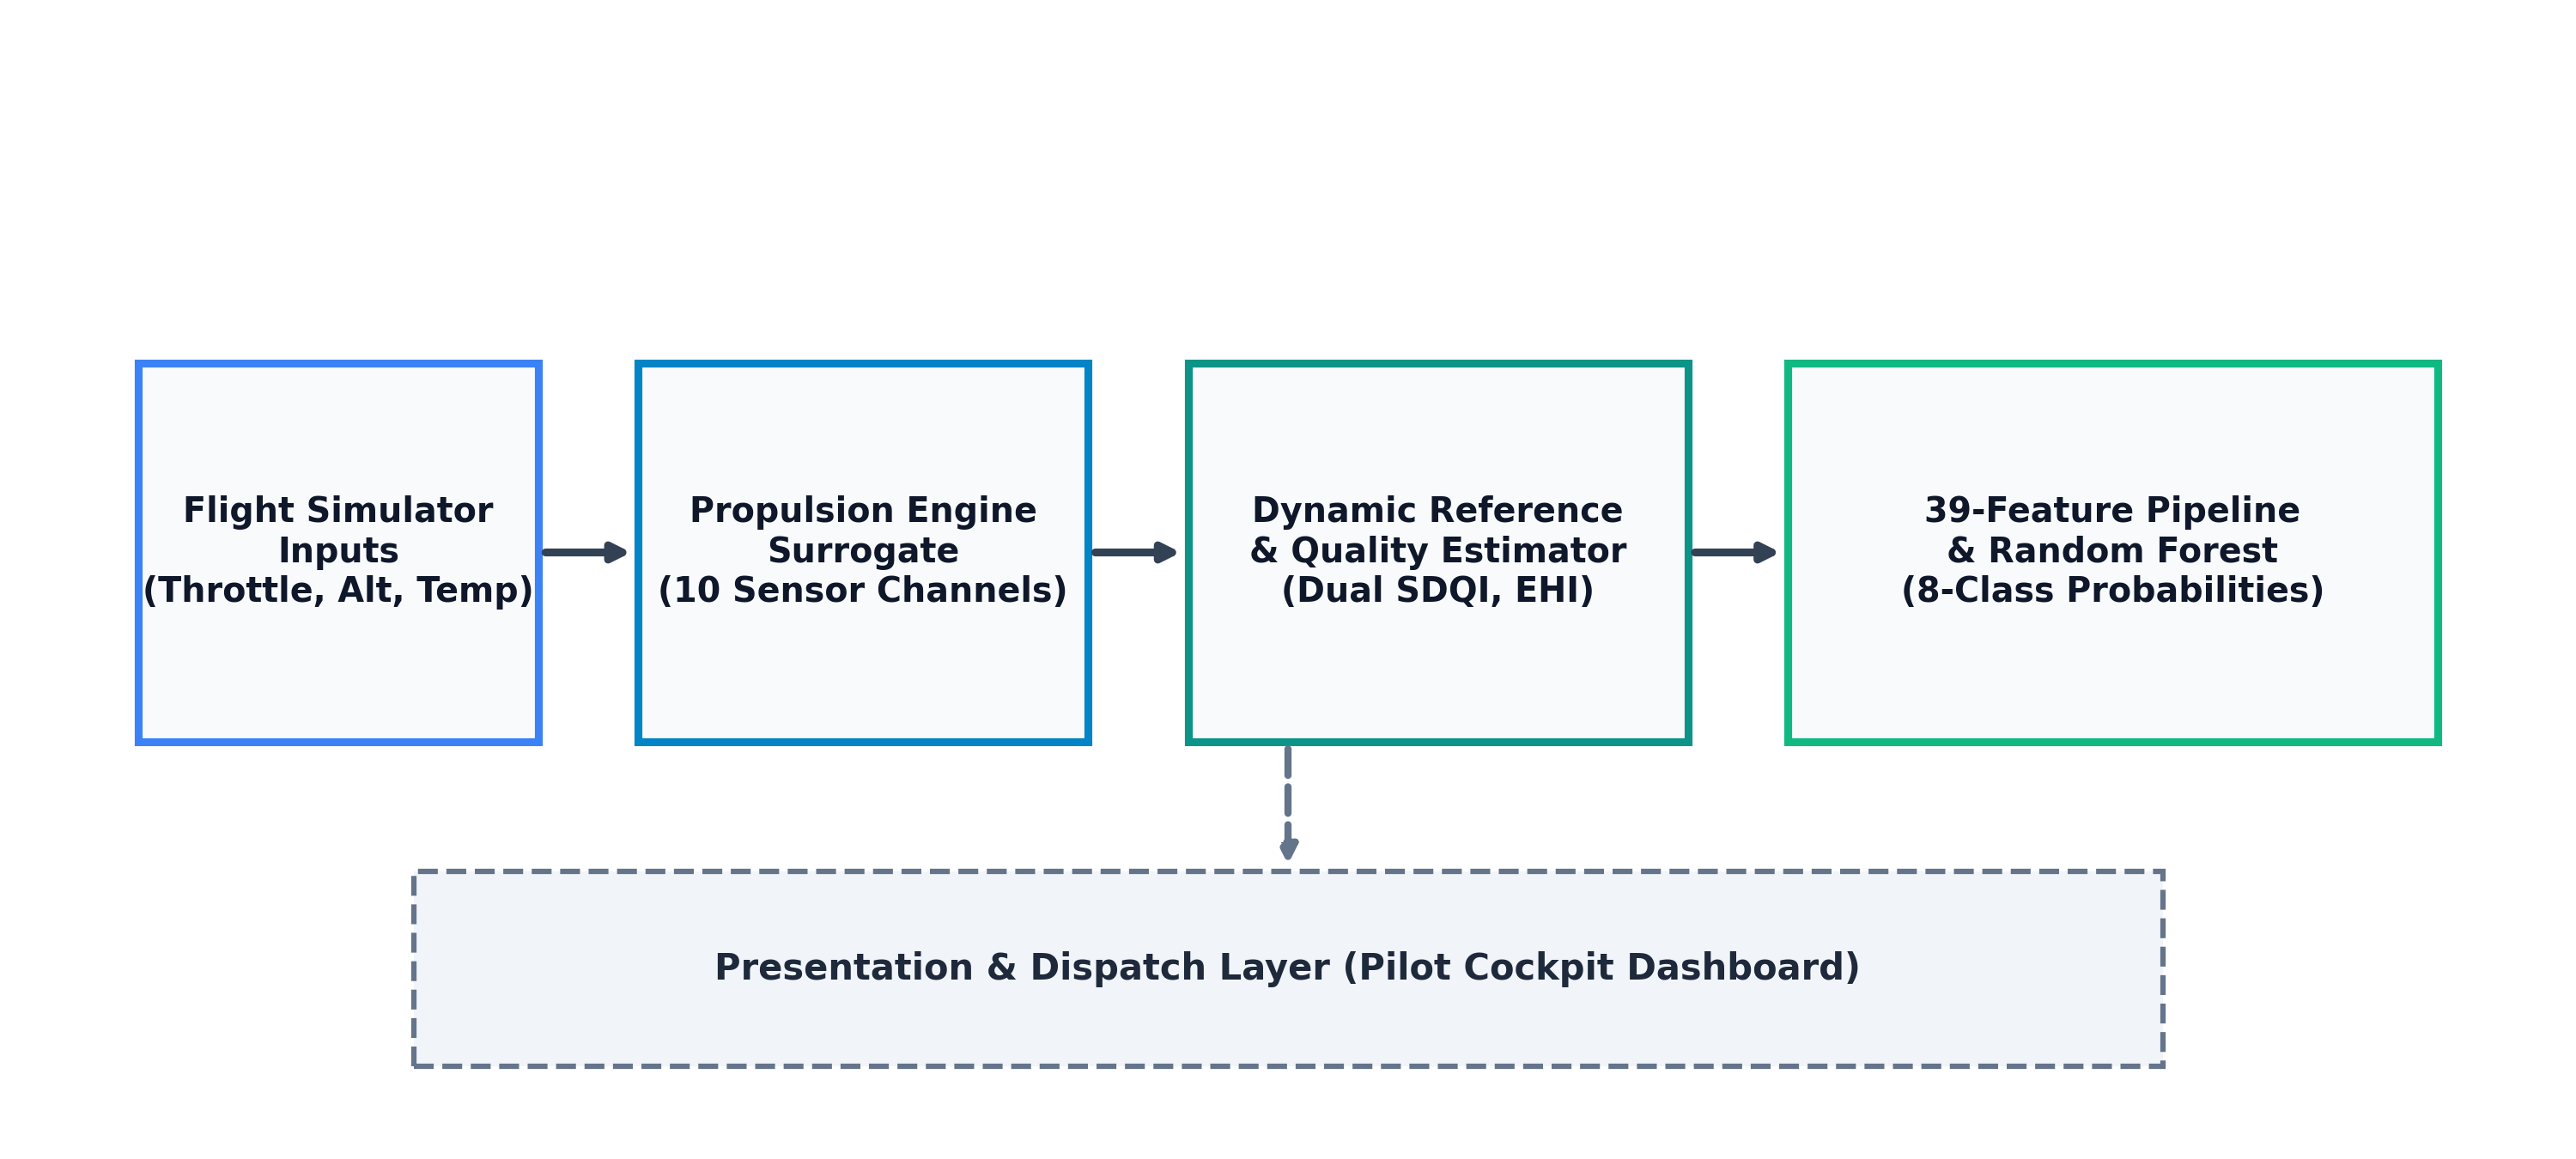 Flight Simulator
Inputs
(Throttle, Alt, Temp)
Propulsion Engine
Surrogate
(10 Sensor Channels)
Dynamic Reference
& Quality Estimator
(Dual SDQI, EHI)
39-Feature Pipeline
& Random Forest
(8-Class Probabilities)
Presentation & Dispatch Layer (Pilot Cockpit Dashboard)